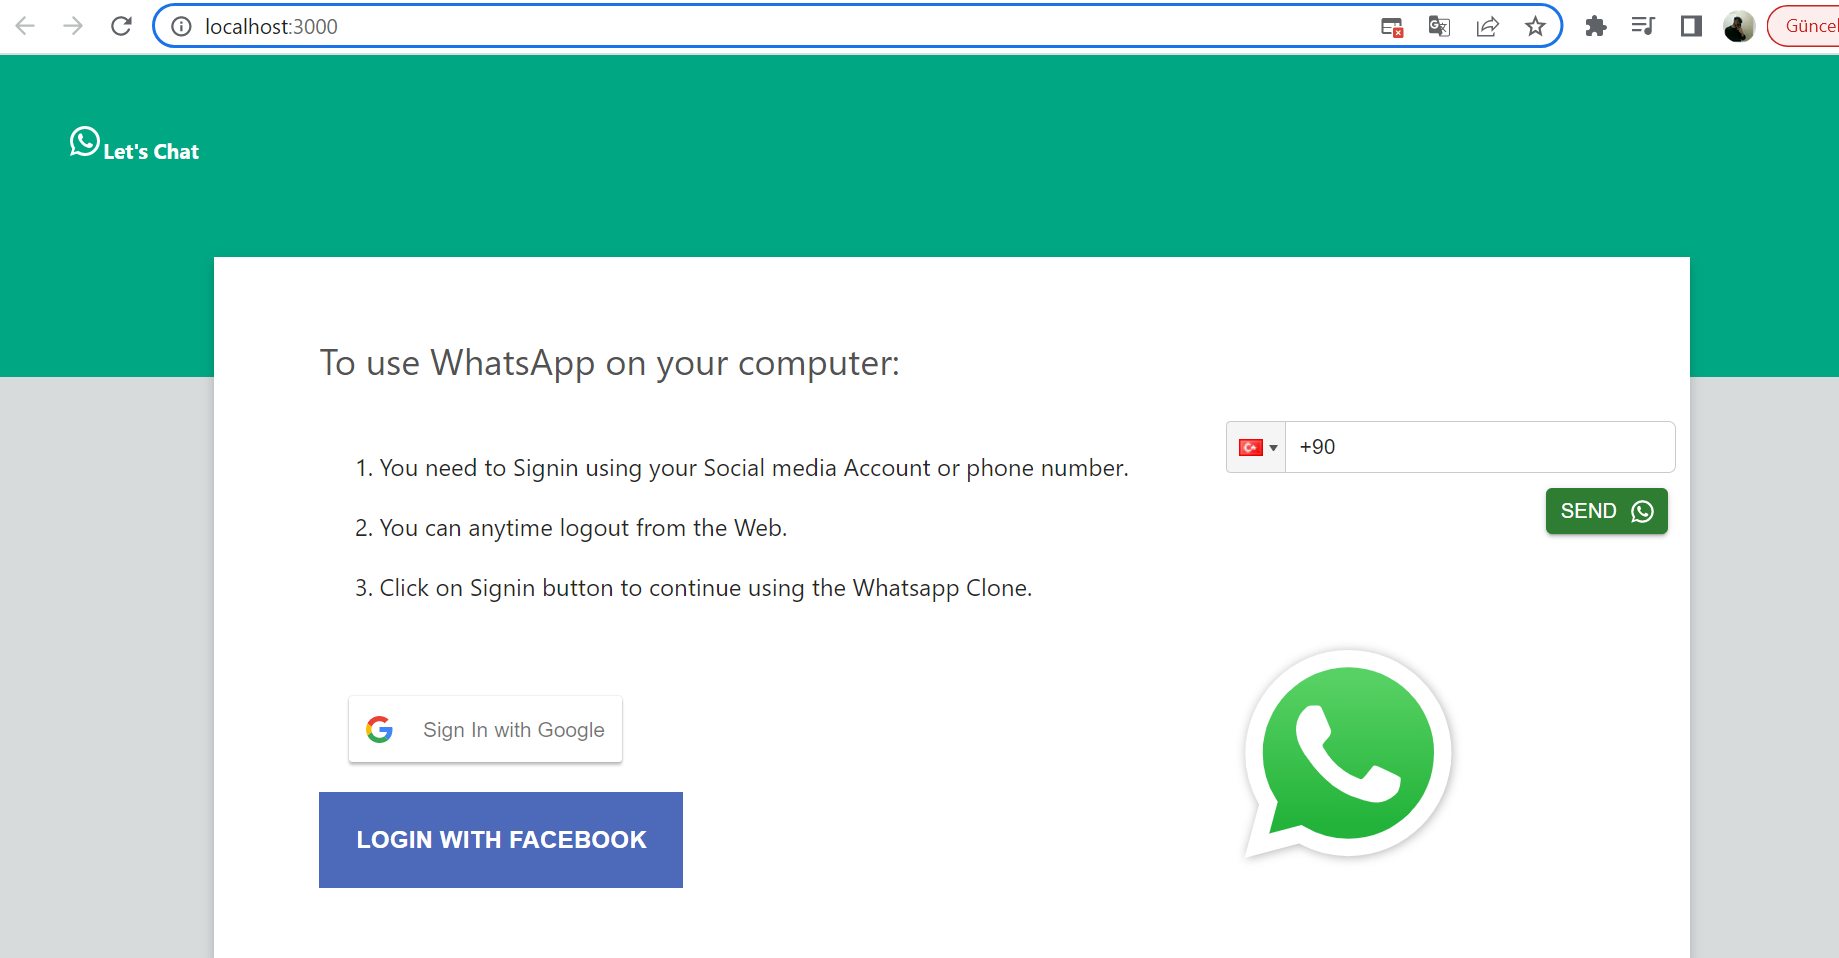 localhost:3000
Güncel
Let's Chat
To use WhatsApp on your computer:
1. You need to Signin using your Social media Account or phone number.
2. You can anytime logout from the Web.
3. Click on Signin button to continue using the Whatsapp Clone.
+90
SEND
Sign In with Google
LOGIN WITH FACEBOOK